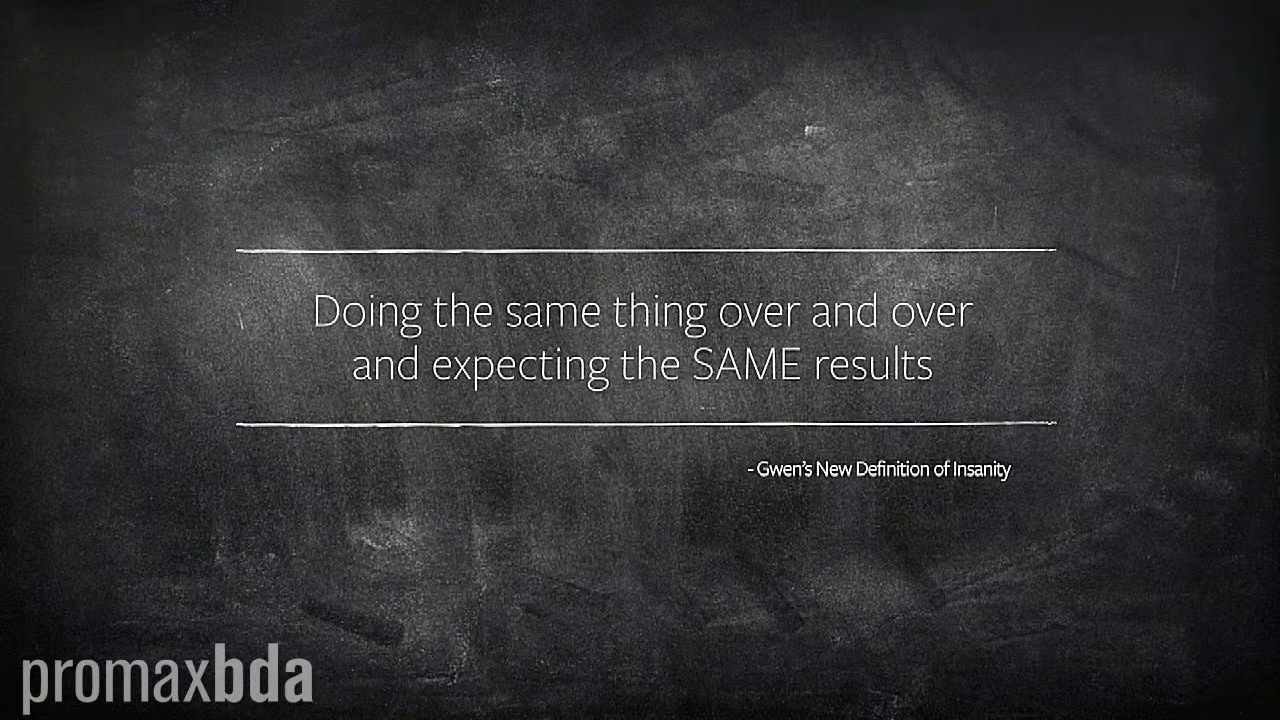 Doing the same thing over and over
and expecting the SAME results
- Gwen's New Definition of Insanity
promaxbda